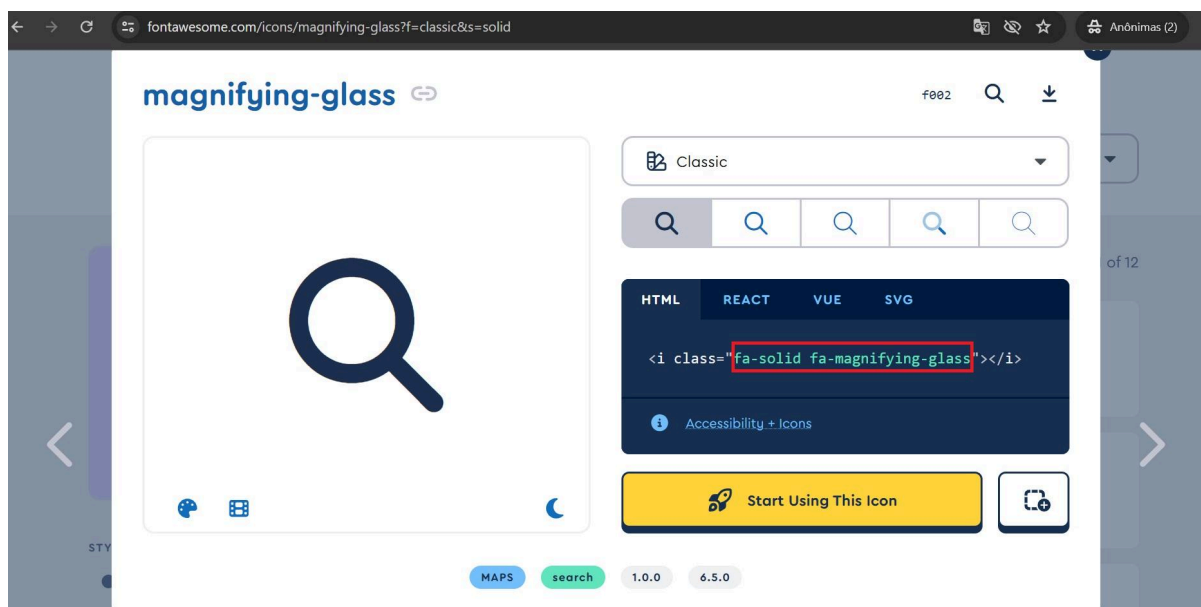 fontawesome.com/icons/magnifying-glass?f=classic&s=solid
Anônimas (2)
magnifying-glass
f002
Classic
of 12
HTML REACT VUE SVG
<i class="fa-solid fa-magnifying-glass"></i>
Accessibility + Icons
Start Using This Icon
STY
MAPS search 1.0.0 6.5.0